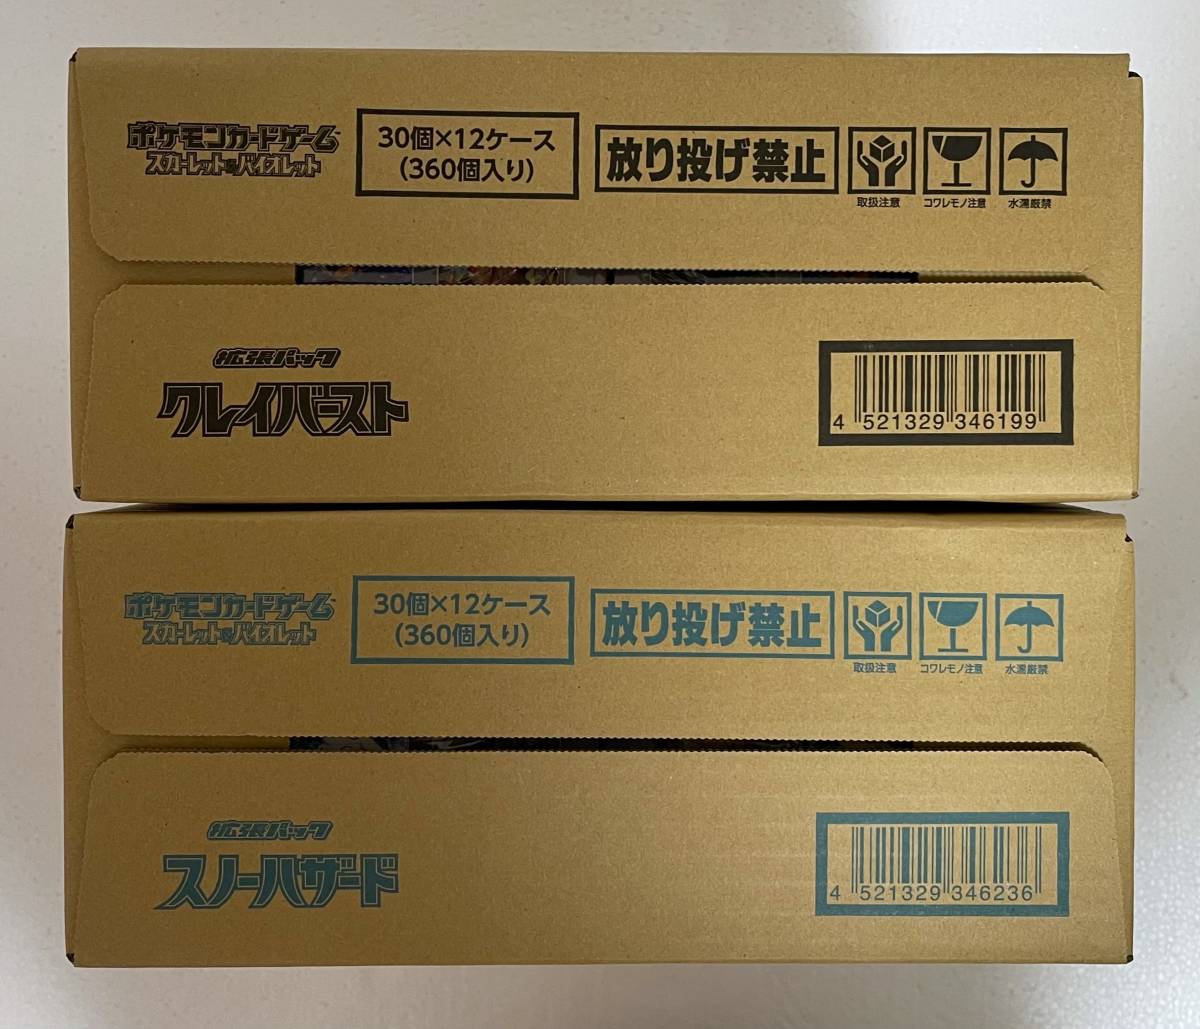 ポケモンカードゲーム
スカーレット&バイオレット
30個×12ケース
(360個入り)
放り投げ禁止
取扱注意
コワレモノ注意
水濡厳禁
拡張パック
クレイバースト
4 521329 346199
ポケモンカードゲーム
スカーレット&バイオレット
30個×12ケース
(360個入り)
放り投げ禁止
取扱注意
コワレモノ注意
水濡厳禁
拡張パック
スノーハザード
4 521329 346236